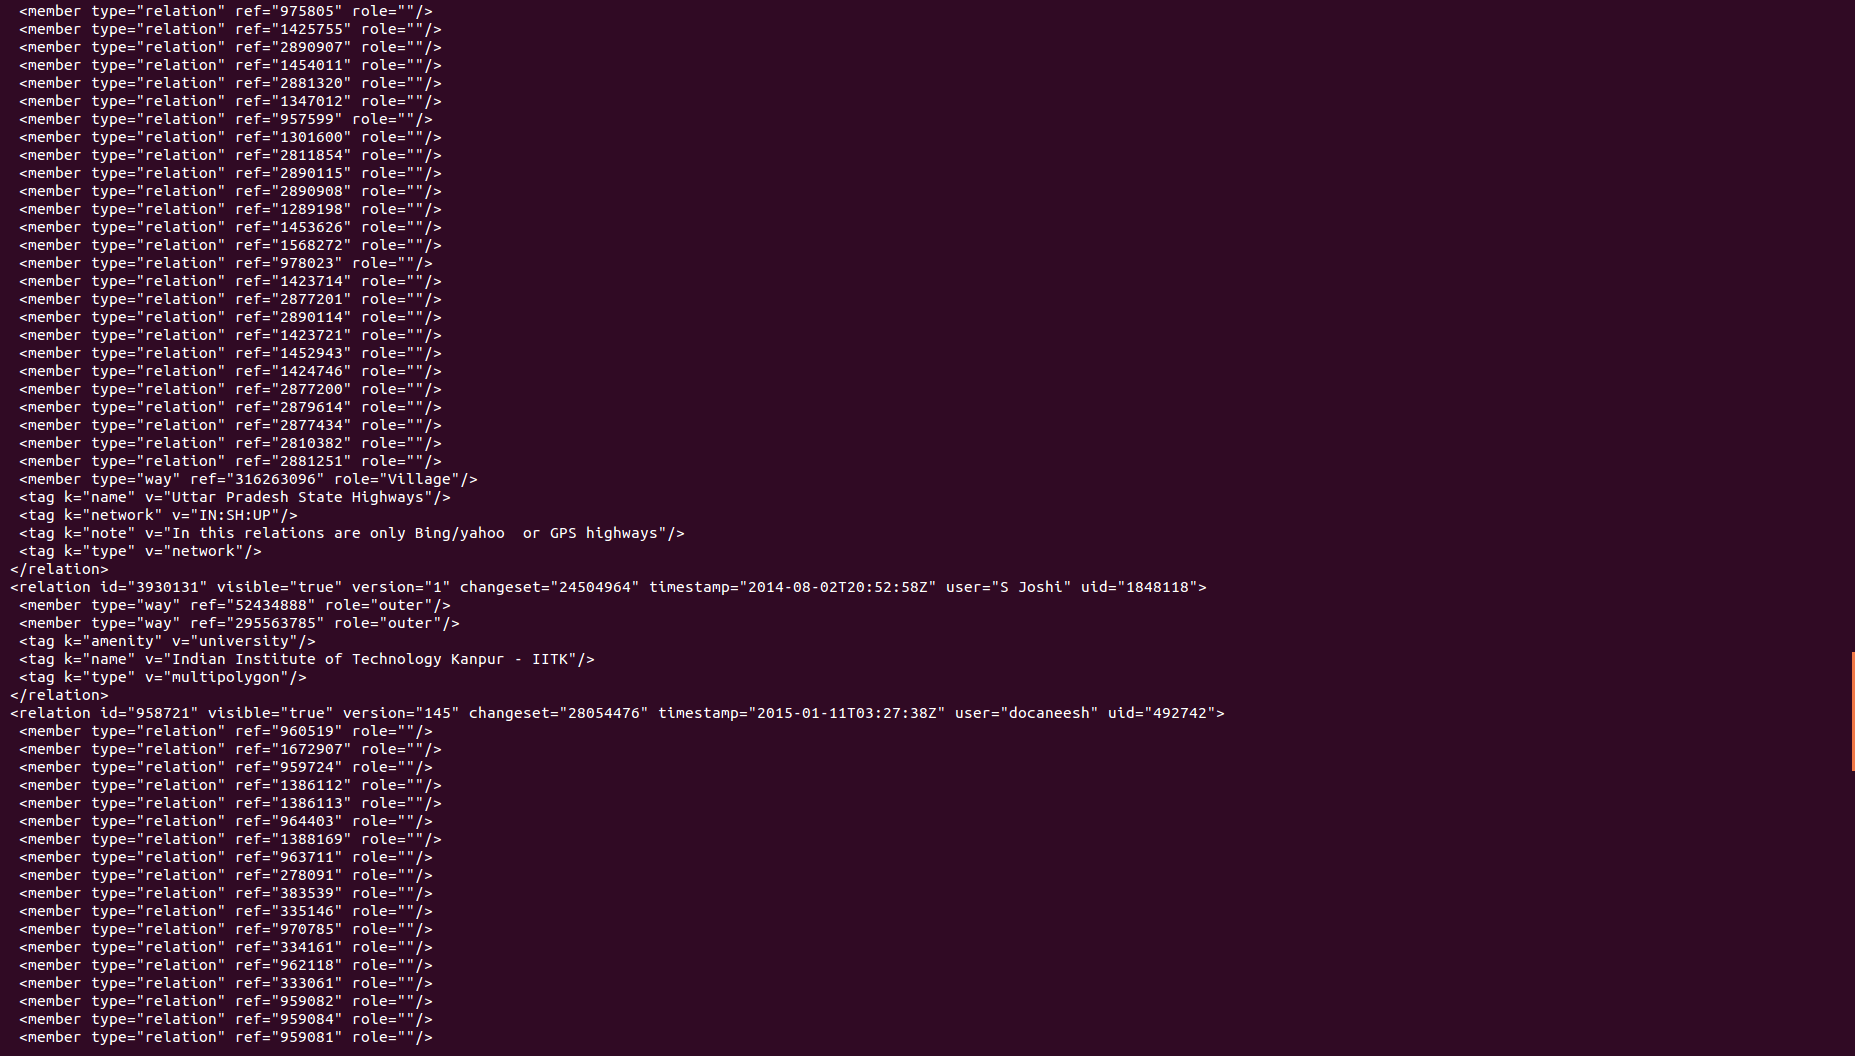 <member type="relation" ref="975805" role=""/>
<member type="relation" ref="1425755" role=""/>
<member type="relation" ref="2890907" role=""/>
<member type="relation" ref="1454011" role=""/>
<member type="relation" ref="2881320" role=""/>
<member type="relation" ref="1347012" role=""/>
<member type="relation" ref="957599" role=""/>
<member type="relation" ref="1301600" role=""/>
<member type="relation" ref="2811854" role=""/>
<member type="relation" ref="2890115" role=""/>
<member type="relation" ref="2890908" role=""/>
<member type="relation" ref="1289198" role=""/>
<member type="relation" ref="1453626" role=""/>
<member type="relation" ref="1568272" role=""/>
<member type="relation" ref="978023" role=""/>
<member type="relation" ref="1423714" role=""/>
<member type="relation" ref="2877201" role=""/>
<member type="relation" ref="2890114" role=""/>
<member type="relation" ref="1423721" role=""/>
<member type="relation" ref="1452943" role=""/>
<member type="relation" ref="1424746" role=""/>
<member type="relation" ref="2877200" role=""/>
<member type="relation" ref="2879614" role=""/>
<member type="relation" ref="2877434" role=""/>
<member type="relation" ref="2810382" role=""/>
<member type="relation" ref="2881251" role=""/>
<member type="way" ref="316263096" role="Village"/>
<tag k="name" v="Uttar Pradesh State Highways"/>
<tag k="network" v="IN:SH:UP"/>
<tag k="note" v="In this relations are only Bing/yahoo  or GPS highways"/>
<tag k="type" v="network"/>
</relation>
<relation id="3930131" visible="true" version="1" changeset="24504964" timestamp="2014-08-02T20:52:58Z" user="S Joshi" uid="1848118">
<member type="way" ref="52434888" role="outer"/>
<member type="way" ref="295563785" role="outer"/>
<tag k="amenity" v="university"/>
<tag k="name" v="Indian Institute of Technology Kanpur - IITK"/>
<tag k="type" v="multipolygon"/>
</relation>
<relation id="958721" visible="true" version="145" changeset="28054476" timestamp="2015-01-11T03:27:38Z" user="docaneesh" uid="492742">
<member type="relation" ref="960519" role=""/>
<member type="relation" ref="1672907" role=""/>
<member type="relation" ref="959724" role=""/>
<member type="relation" ref="1386112" role=""/>
<member type="relation" ref="1386113" role=""/>
<member type="relation" ref="964403" role=""/>
<member type="relation" ref="1388169" role=""/>
<member type="relation" ref="963711" role=""/>
<member type="relation" ref="278091" role=""/>
<member type="relation" ref="383539" role=""/>
<member type="relation" ref="335146" role=""/>
<member type="relation" ref="970785" role=""/>
<member type="relation" ref="334161" role=""/>
<member type="relation" ref="962118" role=""/>
<member type="relation" ref="333061" role=""/>
<member type="relation" ref="959082" role=""/>
<member type="relation" ref="959084" role=""/>
<member type="relation" ref="959081" role=""/>